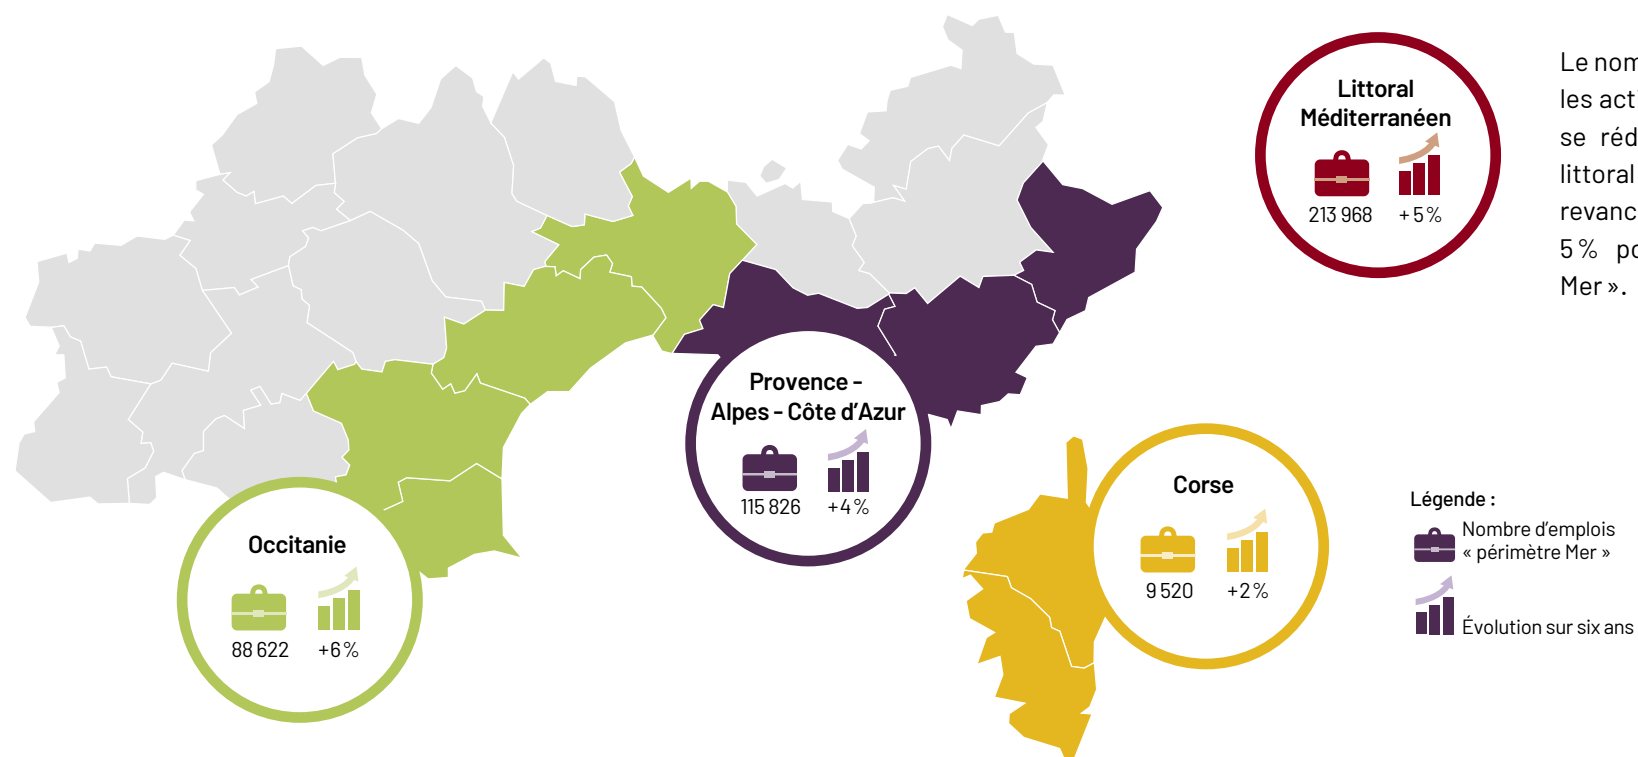 Littoral
Méditerranéen
213 968 +5%
Le nom
les act
se réd
littoral
revanc
5% po
Mer».
Provence -
Alpes - Côte d'Azur
115 826 +4%
Corse
9 520 +2%
Occitanie
88 622 +6%
Légende :
Nombre d'emplois
« périmètre Mer »
Évolution sur six ans